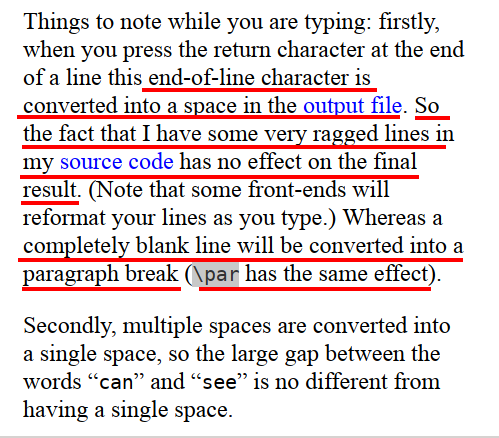 Things to note while you are typing: firstly,
when you press the return character at the end
of a line this end-of-line character is
converted into a space in the output file. So
the fact that I have some very ragged lines in
my source code has no effect on the final
result. (Note that some front-ends will
reformat your lines as you type.) Whereas a
completely blank line will be converted into a
paragraph break (\par has the same effect).
Secondly, multiple spaces are converted into
a single space, so the large gap between the
words “can” and “see” is no different from
having a single space.